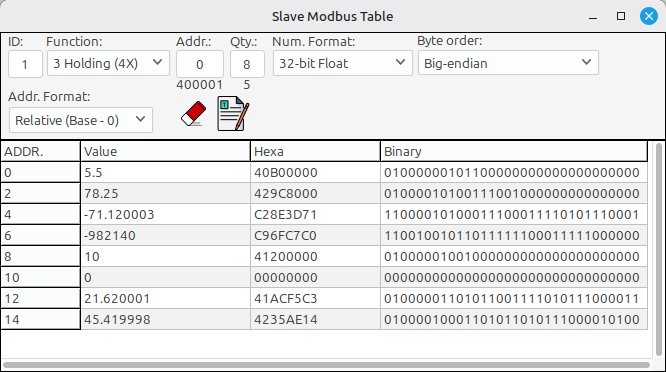 Slave Modbus Table
ID: Function: Addr.: Qty.: Num. Format: Byte order:
1 3 Holding (4X) 0 8 32-bit Float Big-endian
400001 5
Addr. Format:
Relative (Base - 0)
ADDR. Value Hexa Binary
0 5.5 40B00000 01000000101100000000000000000000
2 78.25 429C8000 01000010100111001000000000000000
4 -71.120003 C28E3D71 11000010100011100011110101110001
6 -982140 C96FC7C0 11001001011011111100011111000000
8 10 41200000 01000001001000000000000000000000
10 0 00000000 00000000000000000000000000000000
12 21.620001 41ACF5C3 01000001101011001111010111000011
14 45.419998 4235AE14 01000010001101011010111000010100